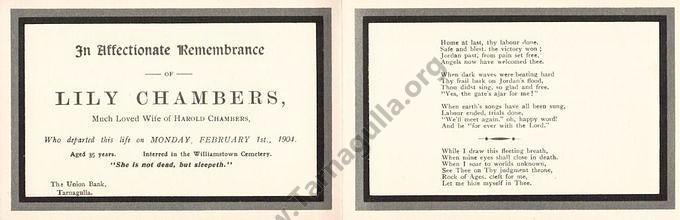 In Affectionate Remembrance
OF
LILY CHAMBERS,
Much Loved Wife of HAROLD CHAMBERS,
Who departed this life on MONDAY, FEBRUARY 1st., 1904.
Aged 35 years. Interred in the Williamstown Cemetery.
"She is not dead, but sleepeth."
The Union Bank,
Tarnagulla.
Home at last, thy labour done,
Safe and blest, the victory won;
Jordan past, from pain set free,
Angels now have welcomed thee.
When dark waves were beating hard
Thy frail bark on Jordan's flood,
Thou didst sing, so glad and free,
"Yes, the gate's ajar for me!"
When earth's songs have all been sung,
Labour ended, trials done,
"We'll meet again," oh, happy word!
And be "for ever with the Lord."
While I draw this fleeting breath,
When mine eyes shall close in death.
When I soar to worlds unknown,
See Thee on Thy judgment throne,
Rock of Ages, cleft for me,
Let me hide myself in Thee.
www.Tarnagulla.org